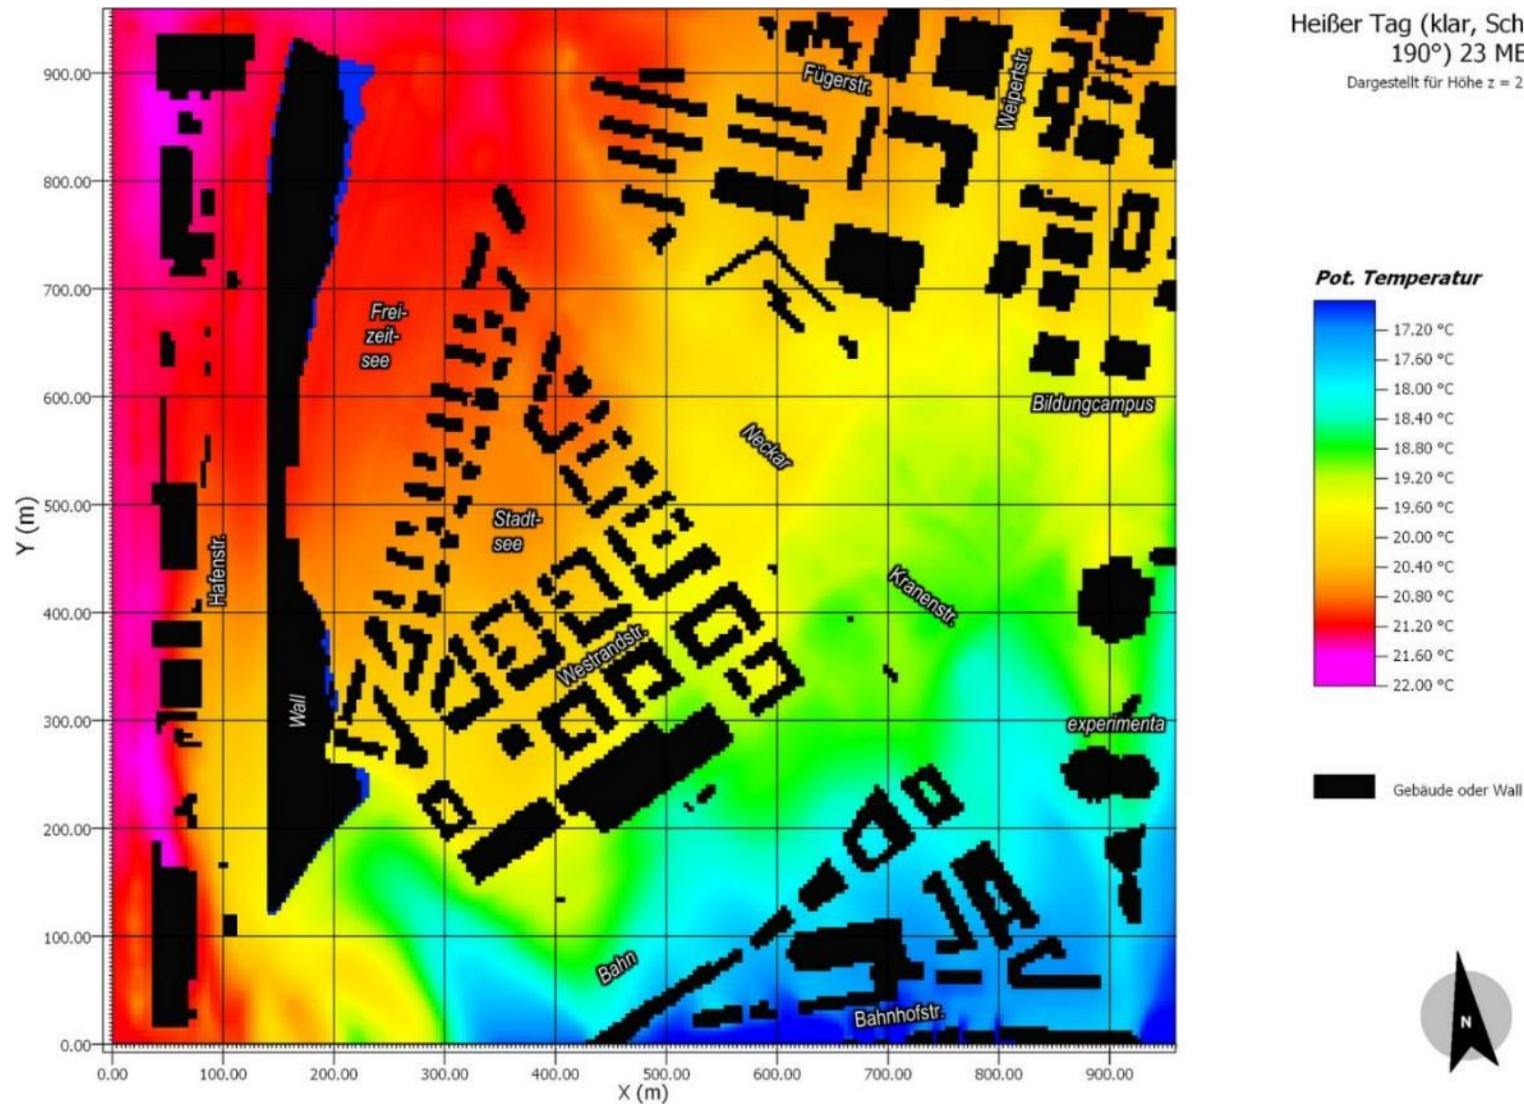 Heißer Tag (klar, Sch
190°) 23 ME
Dargestellt für Höhe z = 2
900.00
800.00
700.00
600.00
500.00
400.00
300.00
200.00
100.00
0.00
Y (m)
0.00 100.00 200.00 300.00 400.00 500.00 600.00 700.00 800.00 900.00
X (m)
Fügerstr.
Weipertstr.
Frei-
zeit-
see
Bildungcampus
Neckar
Stadt-
see
Hafenstr.
Kranenstr.
Westrandstr.
Wall
experimenta
Bahn
Bahnhofstr.
Pot. Temperatur
17.20 °C
17.60 °C
18.00 °C
18.40 °C
18.80 °C
19.20 °C
19.60 °C
20.00 °C
20.40 °C
20.80 °C
21.20 °C
21.60 °C
22.00 °C
Gebäude oder Wall
N